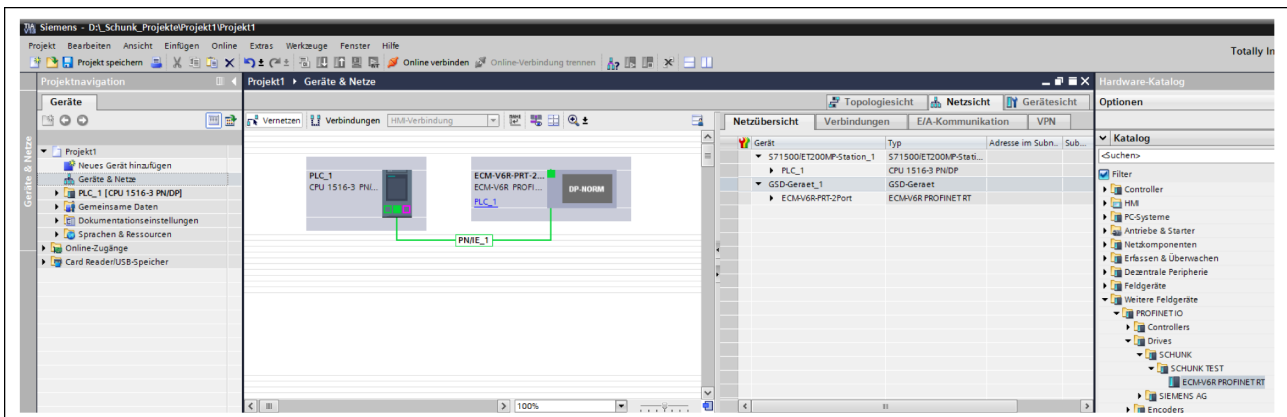 Siemens - D:\_Schunk_Projekte\Projekt1\Projekt1
Projekt Bearbeiten Ansicht Einfügen Online Extras Werkzeuge Fenster Hilfe
Totally In
Projekt speichern
Online verbinden
Online-Verbindung trennen
Projektnavigation
Projekt1 Geräte & Netze
Hardware-Katalog
Geräte
Topologiesicht
Netzsicht
Gerätesicht
Optionen
Vernetzen
Verbindungen
HMI-Verbindung
Netzübersicht
Verbindungen
E/A-Kommunikation
VPN
Geräte & Netze
Projekt1
Neues Gerät hinzufügen
Geräte & Netze
PLC_1 [CPU 1516-3 PN/DP]
Gemeinsame Daten
Dokumentationseinstellungen
Sprachen & Ressourcen
Online-Zugänge
Card Reader/USB-Speicher
PLC_1
CPU 1516-3 PN/...
ECM-V6R-PRT-2...
ECM-V6R PROFI...
PLC_1
DP-NORM
PN/IE_1
100%
Gerät Typ Adresse im Subn.. Sub...
S71500/ET200MP-Station_1 S71500/ET200MP-Stati...
PLC_1 CPU 1516-3 PN/DP
GSD-Geraet_1 GSD-Geraet
ECM-V6R-PRT-2Port ECM-V6R PROFINET RT
Katalog
<Suchen>
Filter
Controller
HMI
PC-Systeme
Antriebe & Starter
Netzkomponenten
Erfassen & Überwachen
Dezentrale Peripherie
Feldgeräte
Weitere Feldgeräte
PROFINET IO
Controllers
Drives
SCHUNK
SCHUNK TEST
ECM-V6R PROFINET RT
SIEMENS AG
Encoders